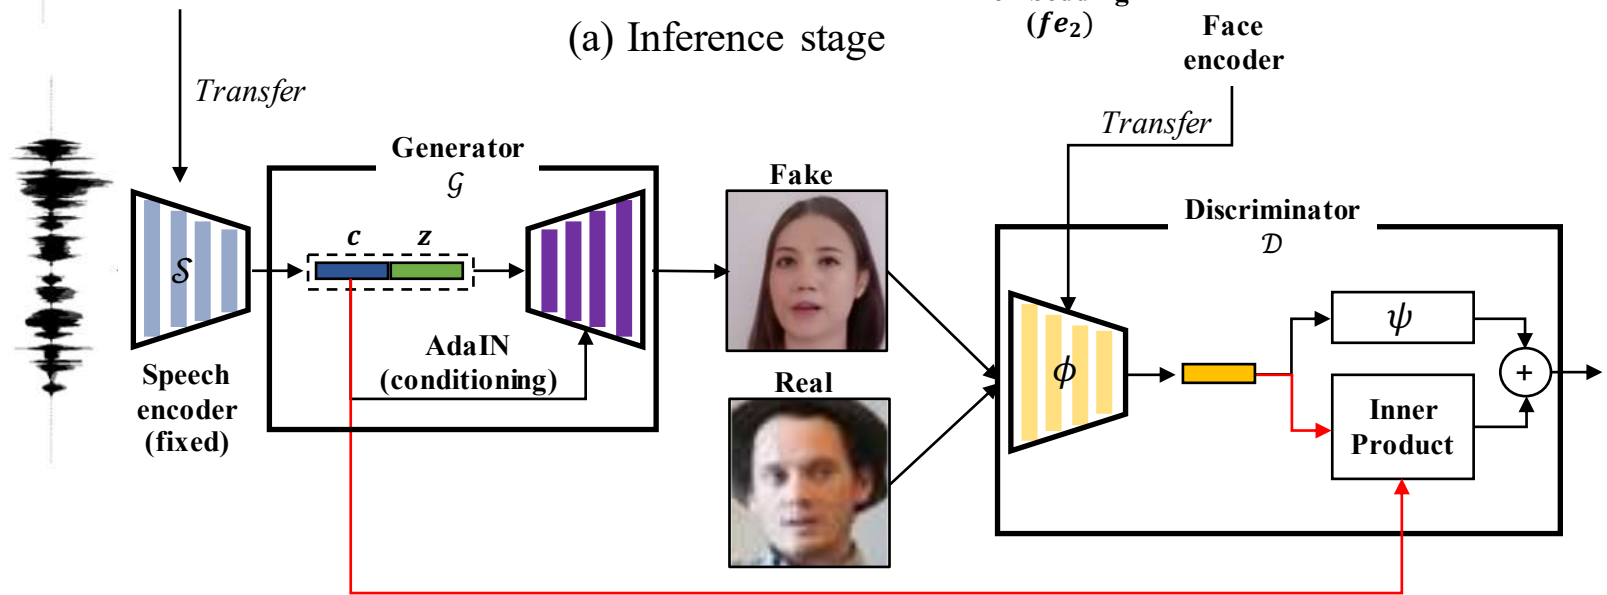 (fe₂)
(a) Inference stage
Face
encoder
Transfer
Transfer
Generator
𝒢
Fake
Discriminator
𝒟
c z
𝒮
ψ
AdaIN
(conditioning)
ϕ
+
Speech
encoder
(fixed)
Real
Inner
Product